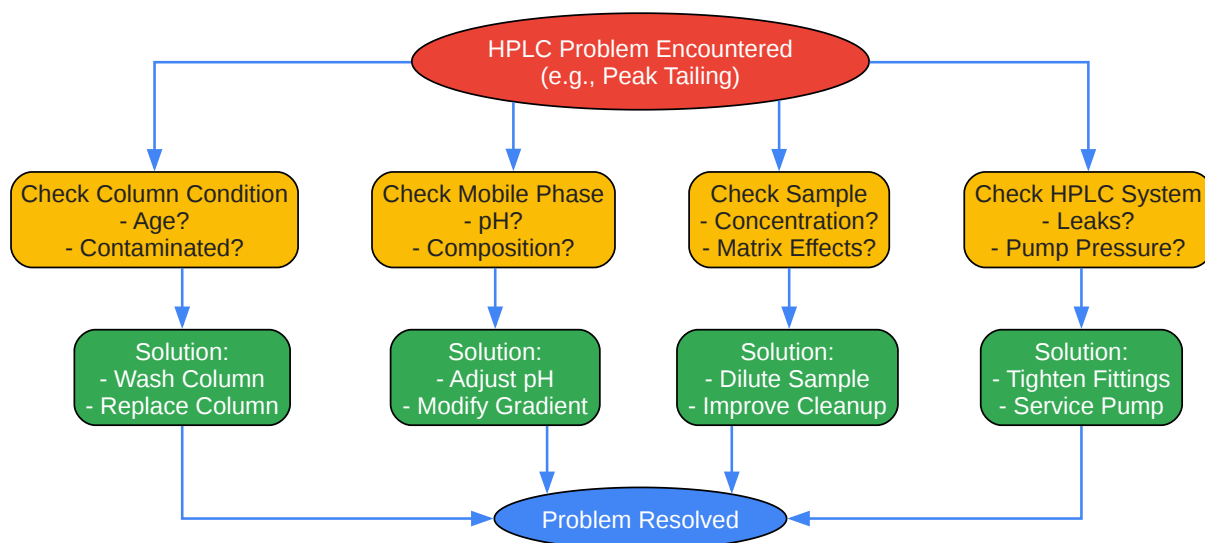 HPLC Problem Encountered
(e.g., Peak Tailing)
Check Column Condition
- Age?
- Contaminated?
Check Mobile Phase
- pH?
- Composition?
Check Sample
- Concentration?
- Matrix Effects?
Check HPLC System
- Leaks?
- Pump Pressure?
Solution:
- Wash Column
- Replace Column
Solution:
- Adjust pH
- Modify Gradient
Solution:
- Dilute Sample
- Improve Cleanup
Solution:
- Tighten Fittings
- Service Pump
Problem Resolved